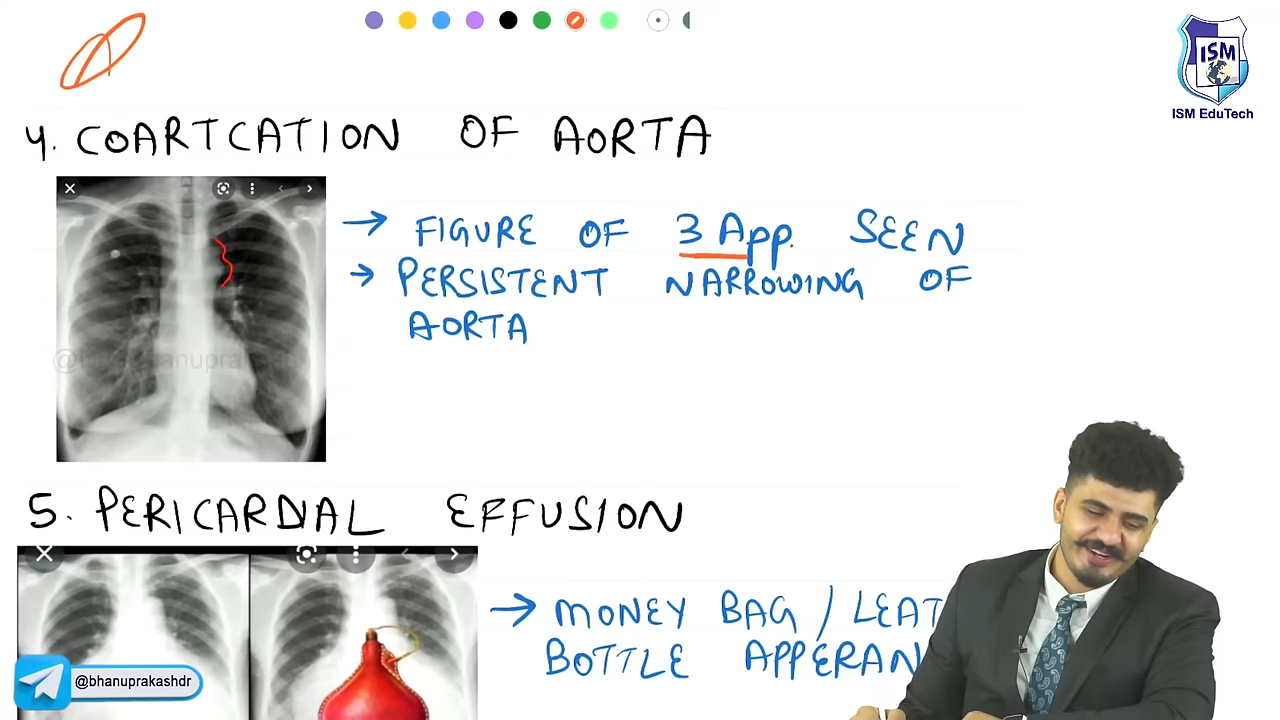 ISM
ISM EduTech
4. COARTCATION OF AORTA
→ FIGURE OF 3 App. SEEN
→ PERSISTENT NARROWING OF
AORTA
5. PERICARDIAL EFFUSION
→ MONEY BAG / LEAT
BOTTLE APPERAN
@bhanuprakashdr